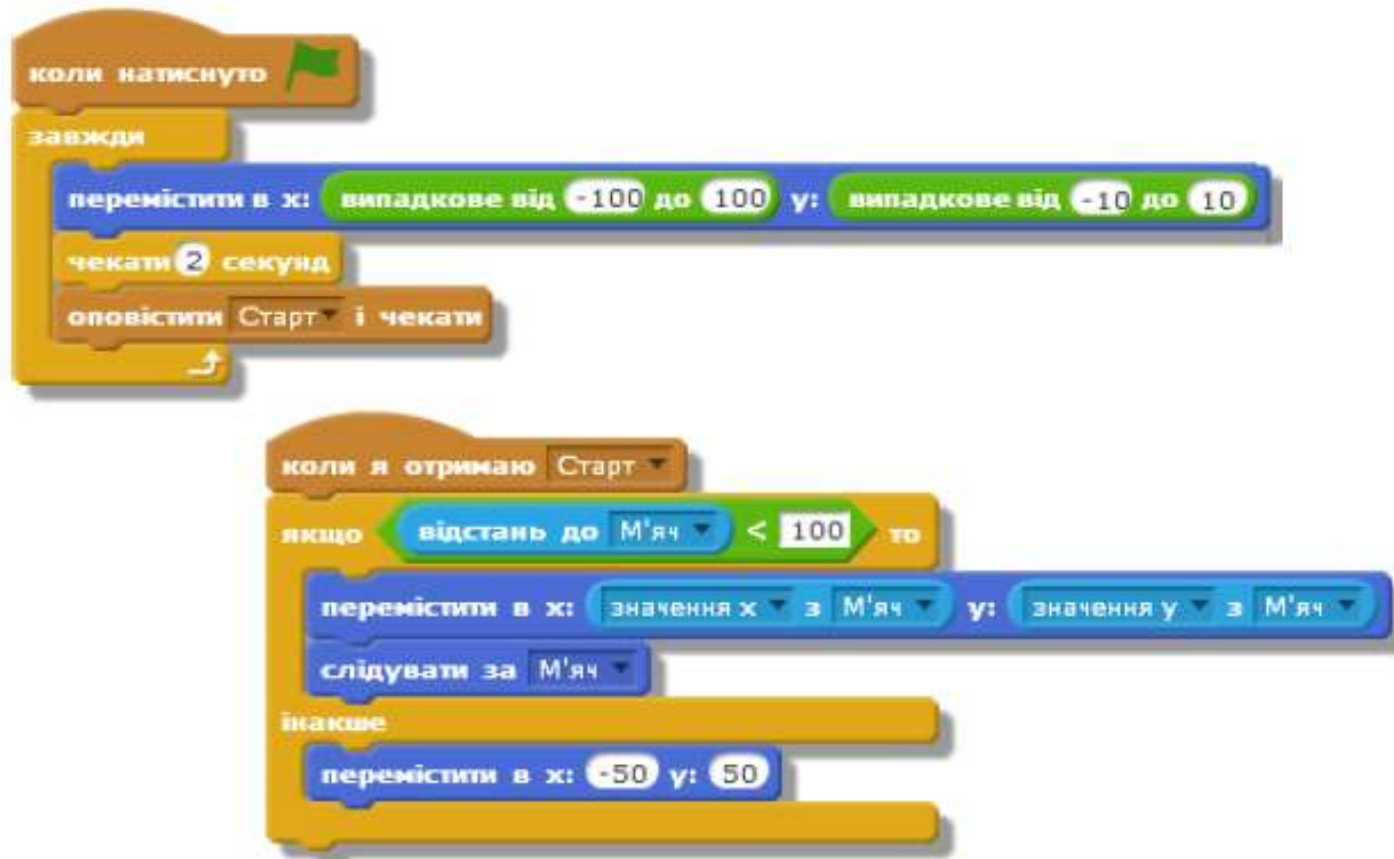 коли натиснуто
завжди
перемістити в x: випадкове від -100 до 100 y: випадкове від -10 до 10
чекати 2 секунд
оповістити Старт і чекати
коли я отримаю Старт
якщо відстань до М'яч < 100 то
перемістити в x: значення x з М'яч y: значення y з М'яч
слідувати за М'яч
інакше
перемістити в x: -50 y: 50